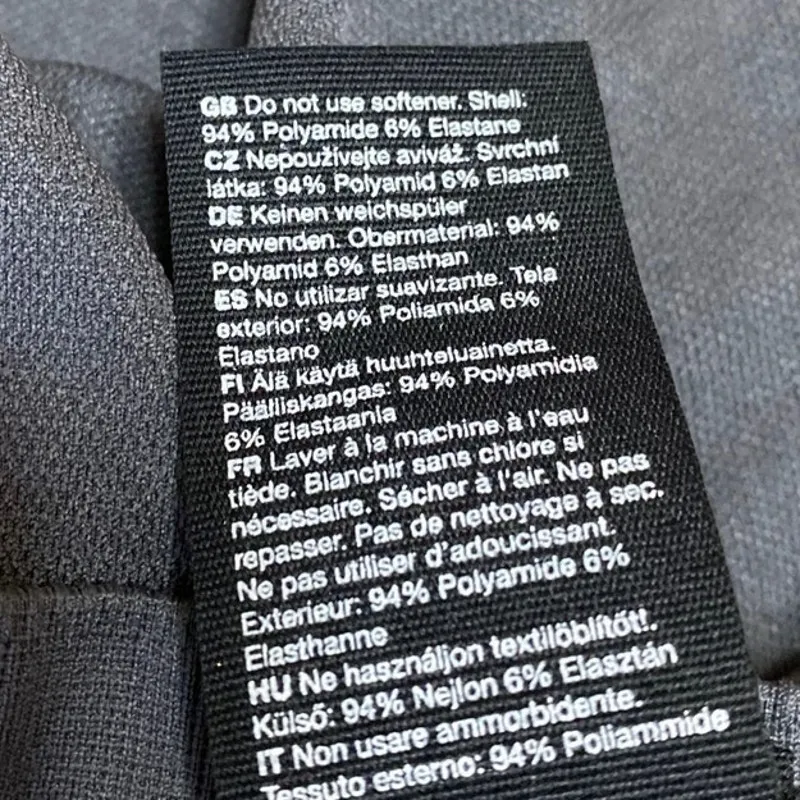 GB Do not use softener. Shell:
94% Polyamide 6% Elastane
CZ Nepoužívejte aviváž. Svrchní
látka: 94% Polyamid 6% Elastan
DE Keinen weichspüler
verwenden. Obermaterial: 94%
Polyamid 6% Elasthan
ES No utilizar suavizante. Tela
exterior: 94% Poliamida 6%
Elastano
FI Älä käytä huuhteluainetta.
Päälliskangas: 94% Polyamidia
6% Elastaania
FR Laver à la machine à l'eau
tiède. Blanchir sans chlore si
nécessaire. Sécher à l'air. Ne pas
repasser. Pas de nettoyage à sec.
Ne pas utiliser d'adoucissant.
Exterieur: 94% Polyamide 6%
Elasthanne
HU Ne használjon textilöblítőt!.
Külső: 94% Nejlon 6% Elasztán
IT Non usare ammorbidente.
Tessuto esterno: 94% Poliammide